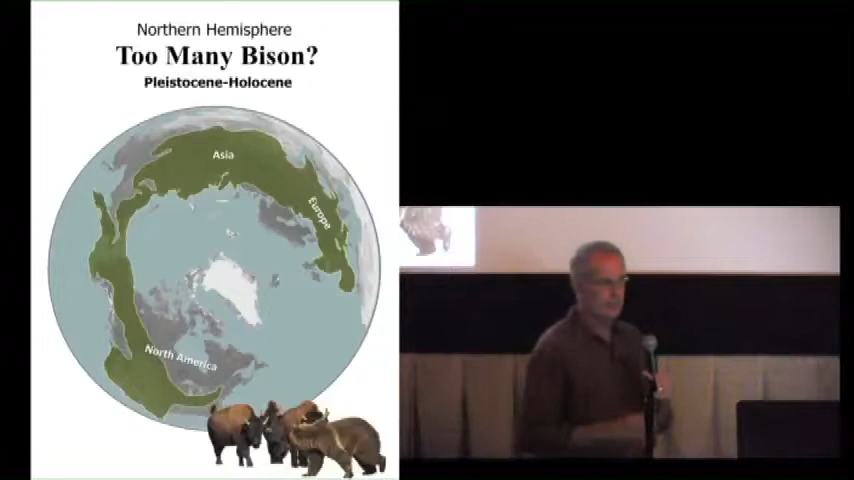 Northern Hemisphere
Too Many Bison?
Pleistocene-Holocene
Asia
Europe
North America